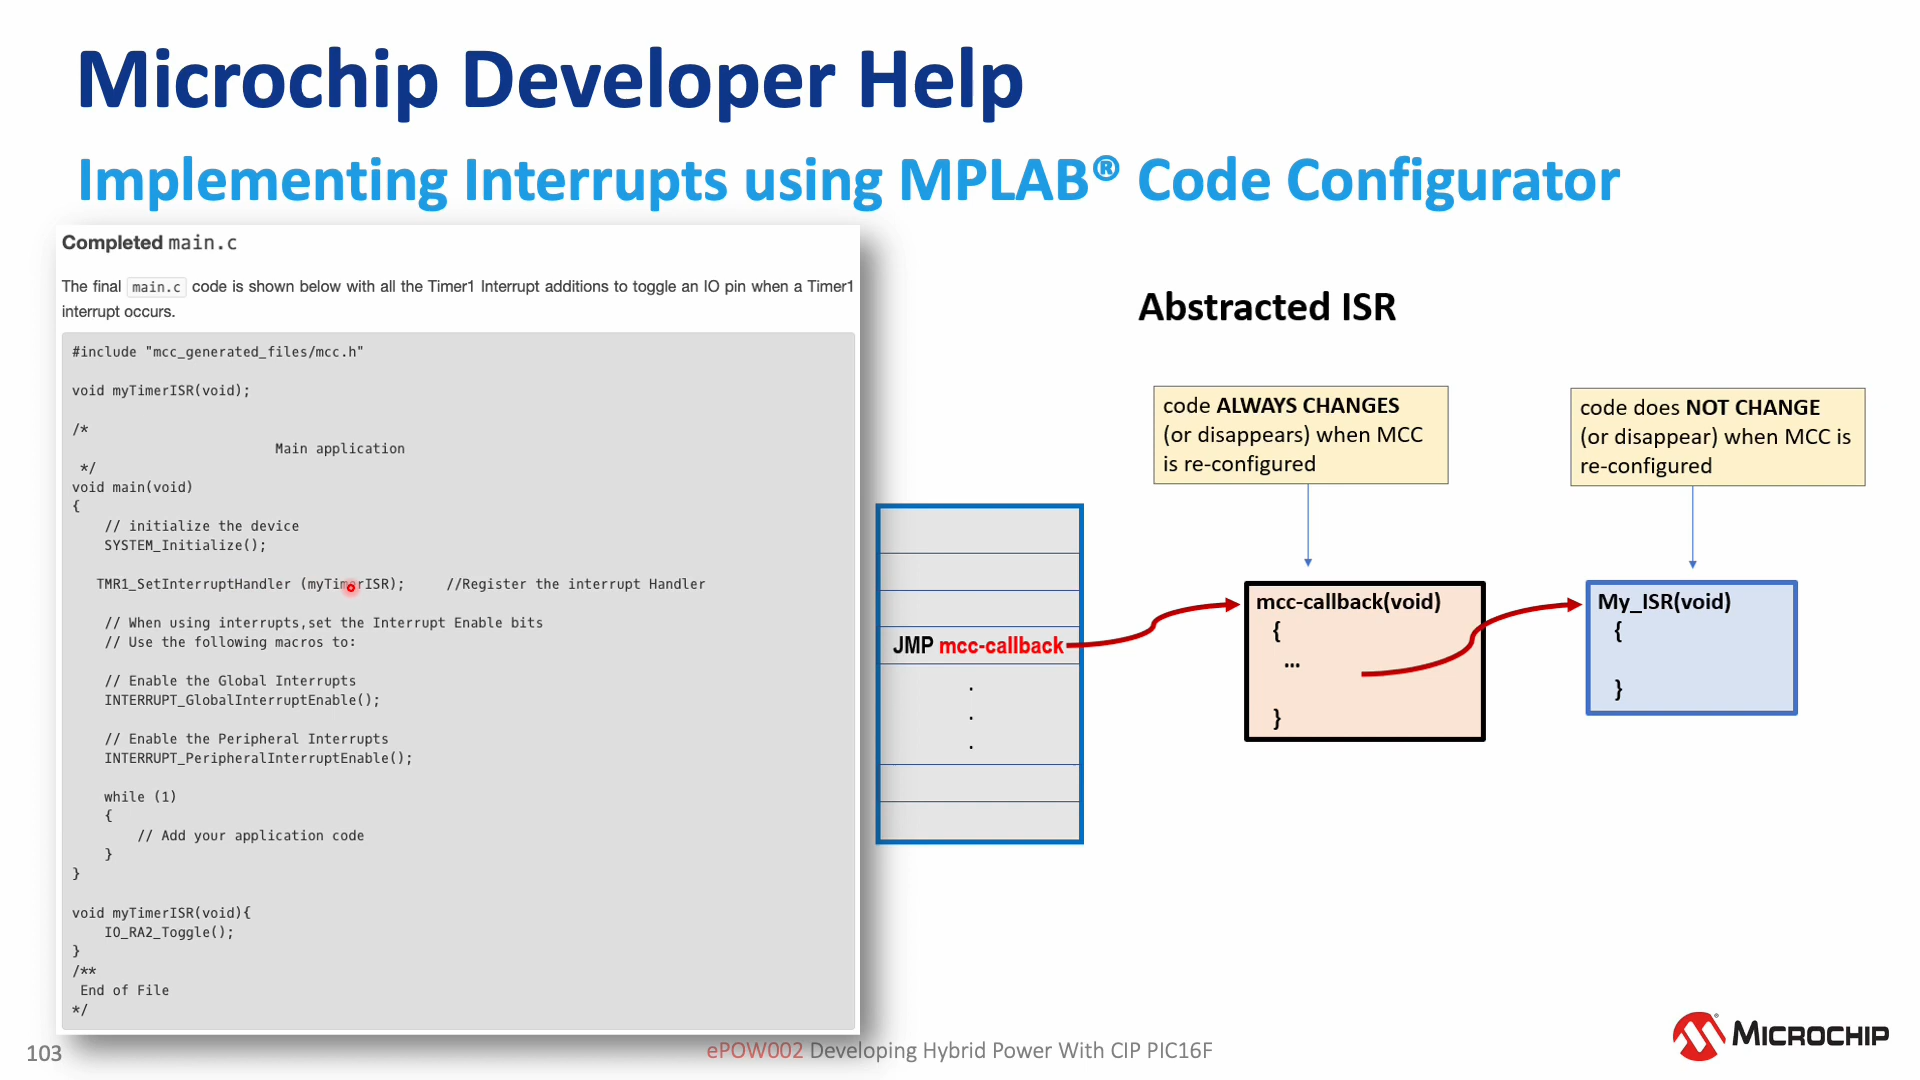 Microchip Developer Help
Implementing Interrupts using MPLAB® Code Configurator
Completed main.c
The final main.c code is shown below with all the Timer1 Interrupt additions to toggle an IO pin when a Timer1
interrupt occurs.
#include "mcc_generated_files/mcc.h"
void myTimerISR(void);
/*
Main application
*/
void main(void)
{
// initialize the device
SYSTEM_Initialize();
TMR1_SetInterruptHandler (myTimerISR);     //Register the interrupt Handler
// When using interrupts,set the Interrupt Enable bits
// Use the following macros to:
// Enable the Global Interrupts
INTERRUPT_GlobalInterruptEnable();
// Enable the Peripheral Interrupts
INTERRUPT_PeripheralInterruptEnable();
while (1)
{
// Add your application code
}
}
void myTimerISR(void){
IO_RA2_Toggle();
}
/**
End of File
*/
Abstracted ISR
code ALWAYS CHANGES
(or disappears) when MCC
is re-configured
code does NOT CHANGE
(or disappear) when MCC is
re-configured
JMP mcc-callback
.
.
.
mcc-callback(void)
{
...
}
My_ISR(void)
{
}
103
ePOW002 Developing Hybrid Power With CIP PIC16F
MICROCHIP